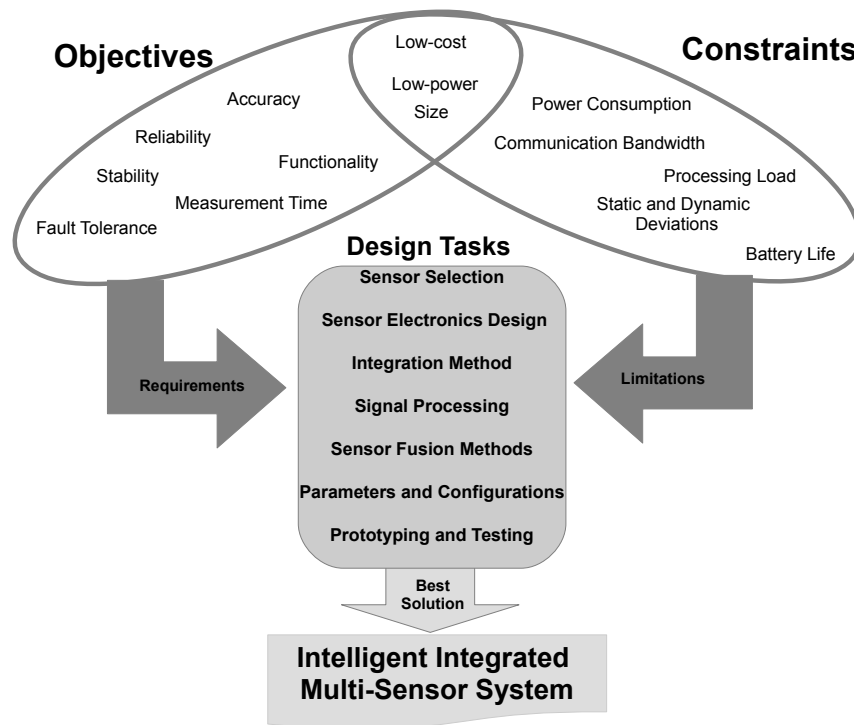 Objectives
Constraints
Low-cost
Low-power
Size
Accuracy
Reliability
Stability
Functionality
Measurement Time
Fault Tolerance
Power Consumption
Communication Bandwidth
Processing Load
Static and Dynamic
Deviations
Battery Life
Design Tasks
Sensor Selection
Sensor Electronics Design
Integration Method
Signal Processing
Sensor Fusion Methods
Parameters and Configurations
Prototyping and Testing
Requirements
Limitations
Best
Solution
Intelligent Integrated
Multi-Sensor System